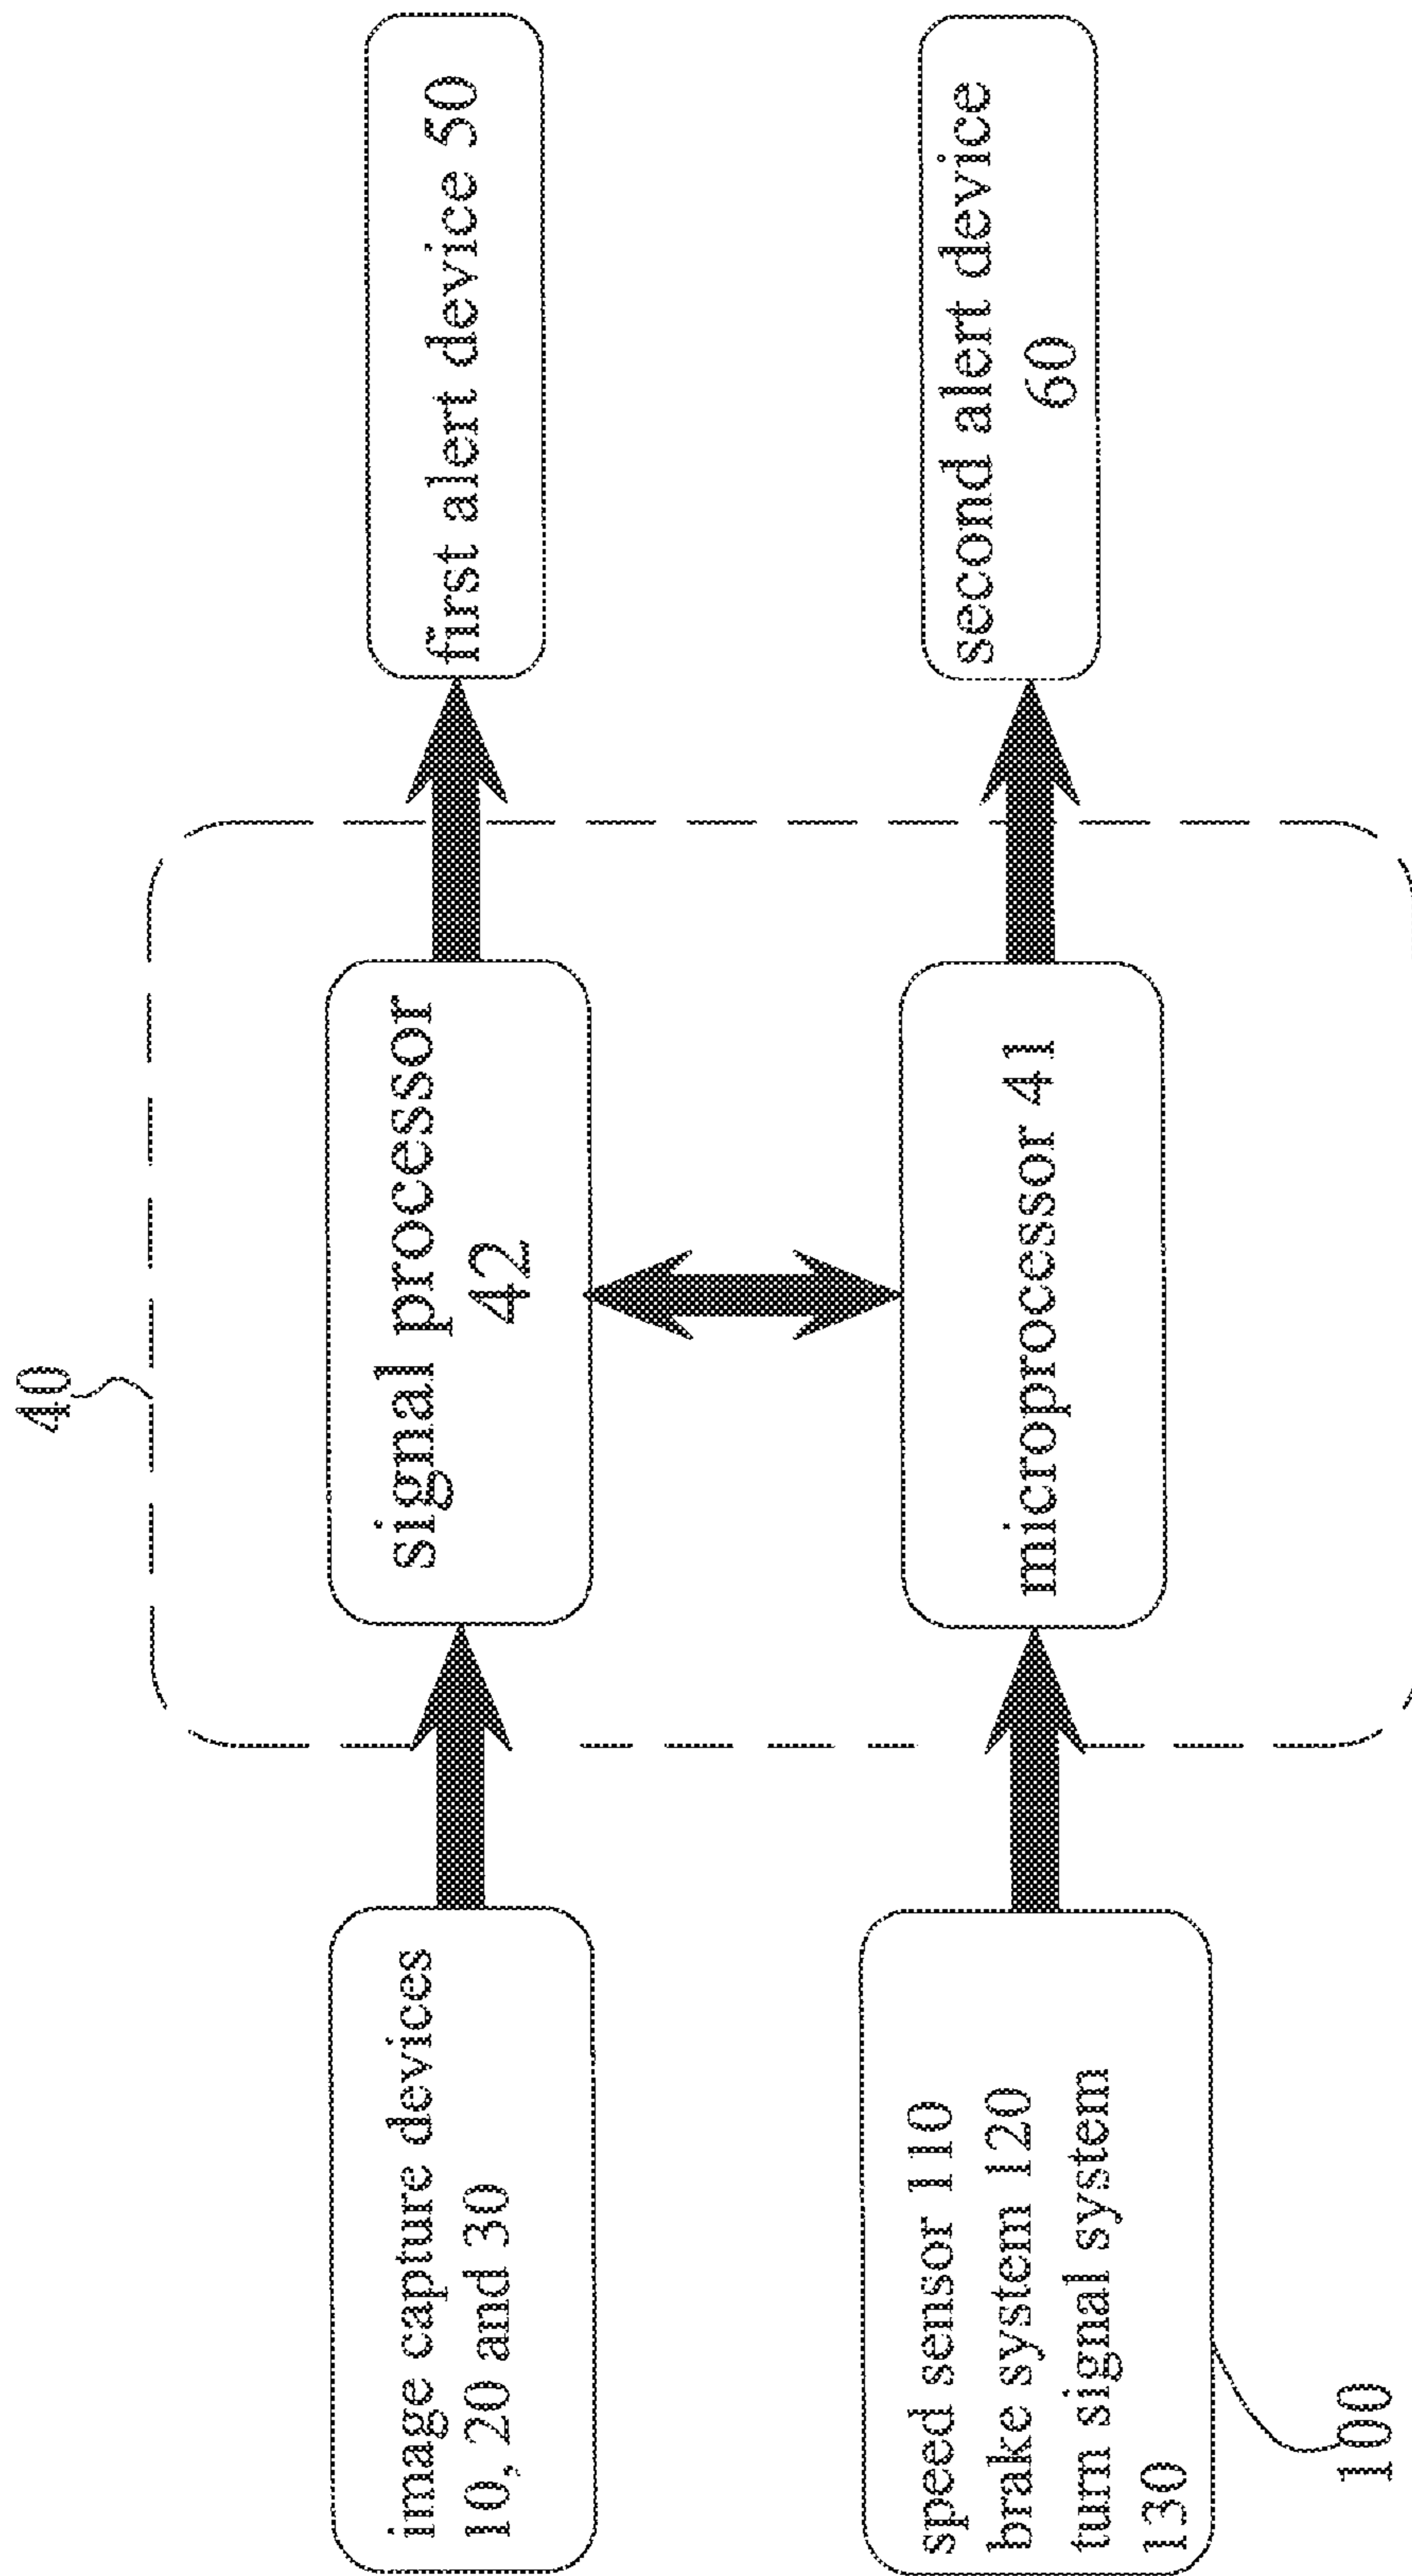 40
image capture devices
10, 20 and 30
signal processor
42
first alert device 50
speed sensor 110
brake system 120
turn signal system
130
microprocessor 41
second alert device
60
100